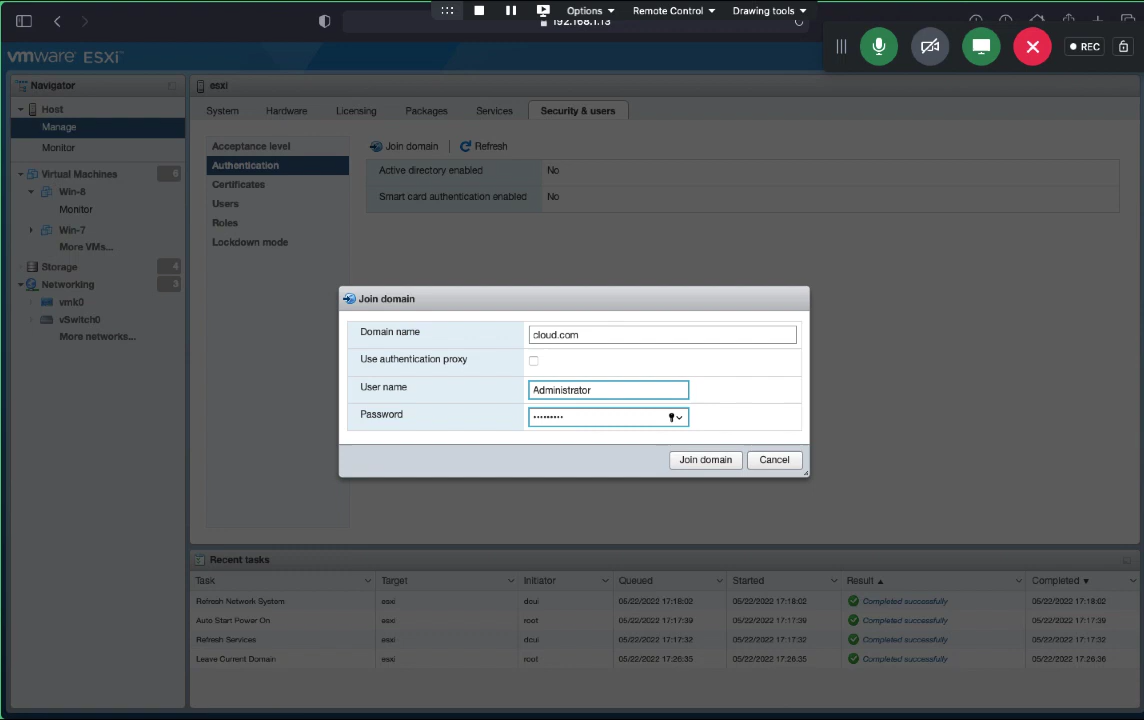 Options Remote Control Drawing tools
192.168.1.13
REC
vmware ESXi™
Navigator
esxi
Host
Manage
Monitor
Virtual Machines 6
Win-8
Monitor
Win-7
More VMs...
Storage 4
Networking 3
vmk0
vSwitch0
More networks...
System Hardware Licensing Packages Services Security & users
Acceptance level
Authentication
Certificates
Users
Roles
Lockdown mode
Join domain Refresh
Active directory enabled No
Smart card authentication enabled No
Join domain
Domain name cloud.com
Use authentication proxy
User name Administrator
Password •••••••••
Join domain Cancel
Recent tasks
Task Target Initiator Queued Started Result ▲ Completed ▼
Refresh Network System esxi dcui 05/22/2022 17:18:02 05/22/2022 17:18:02 Completed successfully 05/22/2022 17:18:02
Auto Start Power On esxi root 05/22/2022 17:17:39 05/22/2022 17:17:39 Completed successfully 05/22/2022 17:17:39
Refresh Services esxi dcui 05/22/2022 17:17:32 05/22/2022 17:17:32 Completed successfully 05/22/2022 17:17:32
Leave Current Domain esxi root 05/22/2022 17:26:35 05/22/2022 17:26:35 Completed successfully 05/22/2022 17:26:36